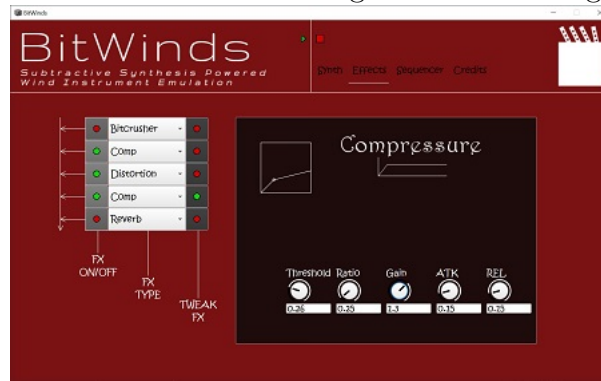 BitWinds
BitWinds
Subtractive Synthesis Powered
Wind Instrument Emulation
Synth Effects Sequencer Credits
Bitcrusher
Comp
Distortion
Comp
Reverb
FX
ON/OFF
FX
TYPE
TWEAK
FX
Compressure
Threshold Ratio Gain ATK REL
0.26 0.25 1.3 0.15 0.25